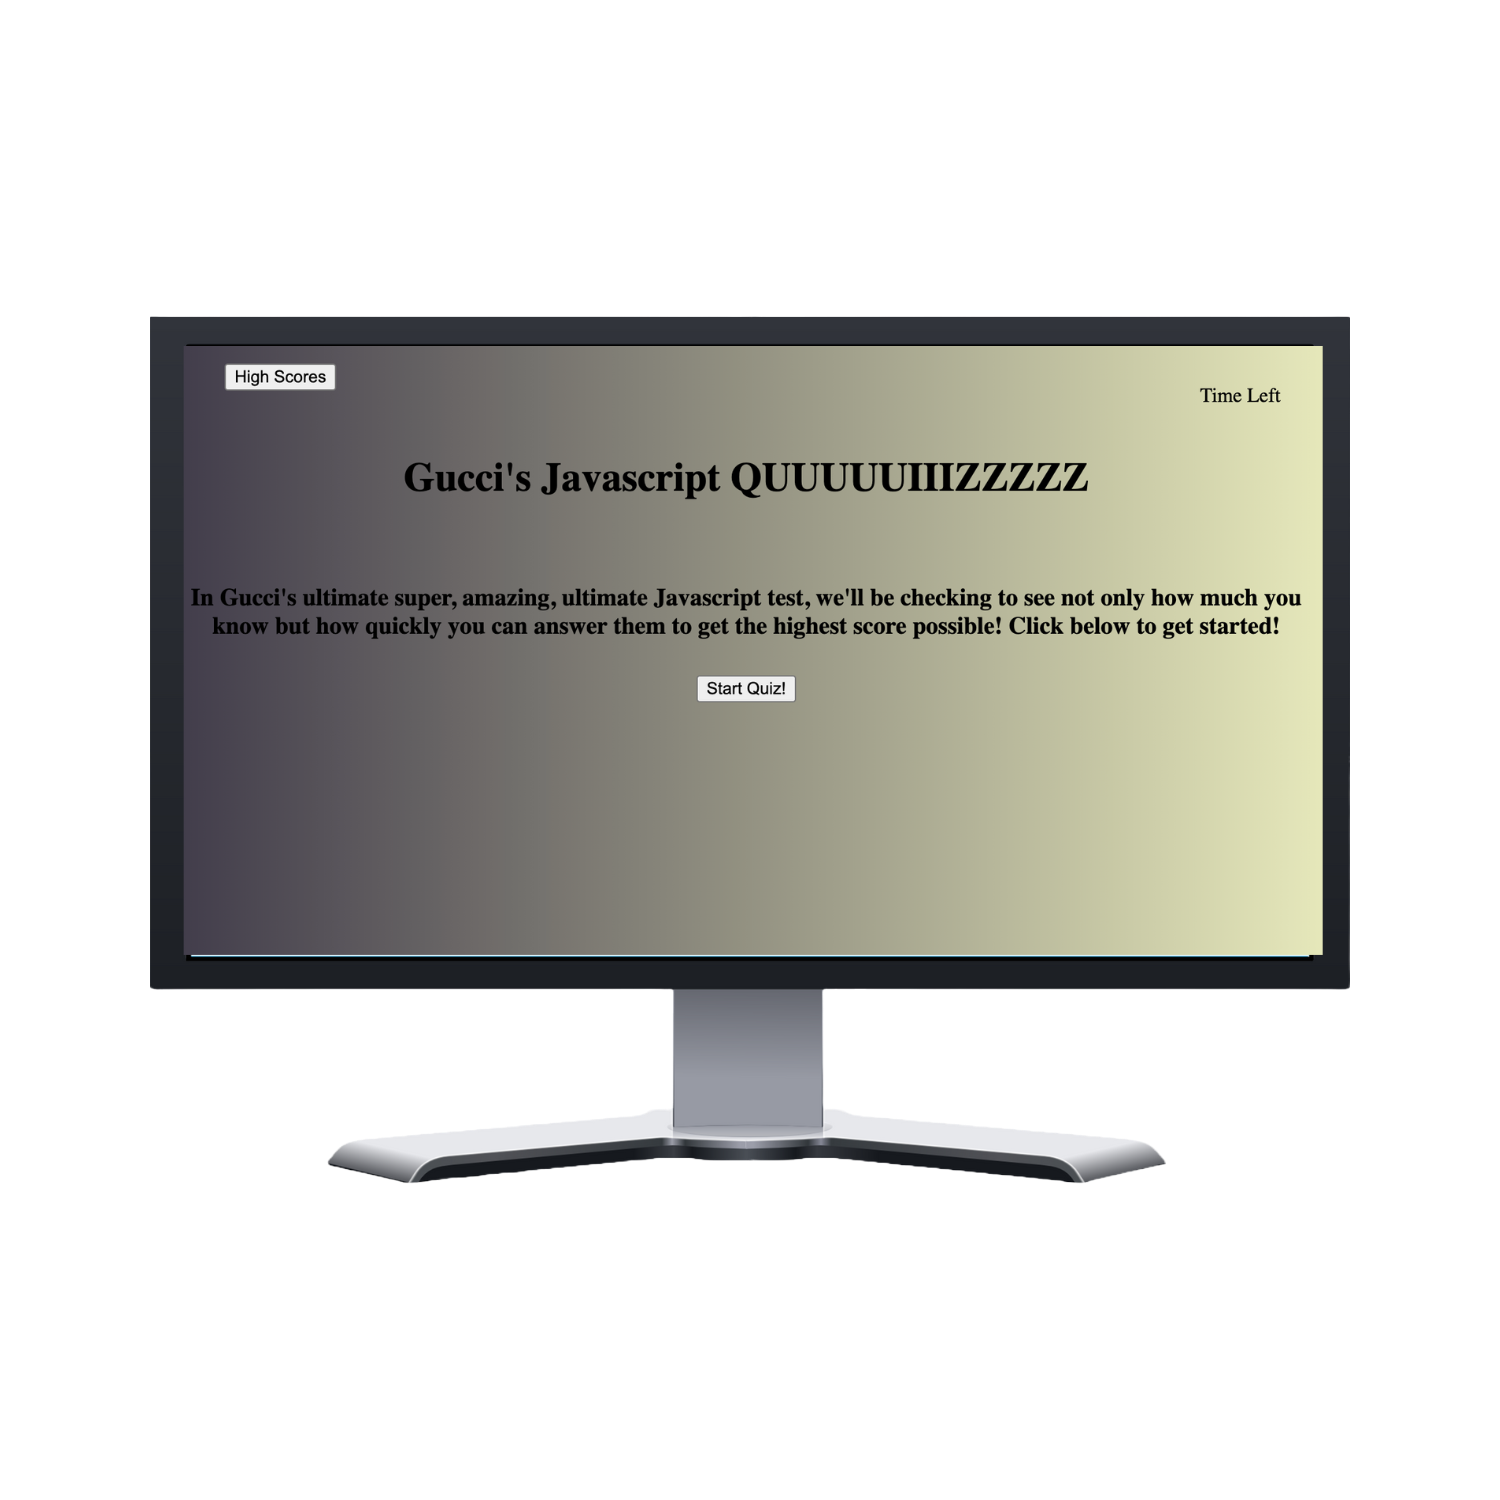 High Scores
Time Left
Gucci's Javascript QUUUUUIIIZZZZZ
In Gucci's ultimate super, amazing, ultimate Javascript test, we'll be checking to see not only how much you
know but how quickly you can answer them to get the highest score possible! Click below to get started!
Start Quiz!